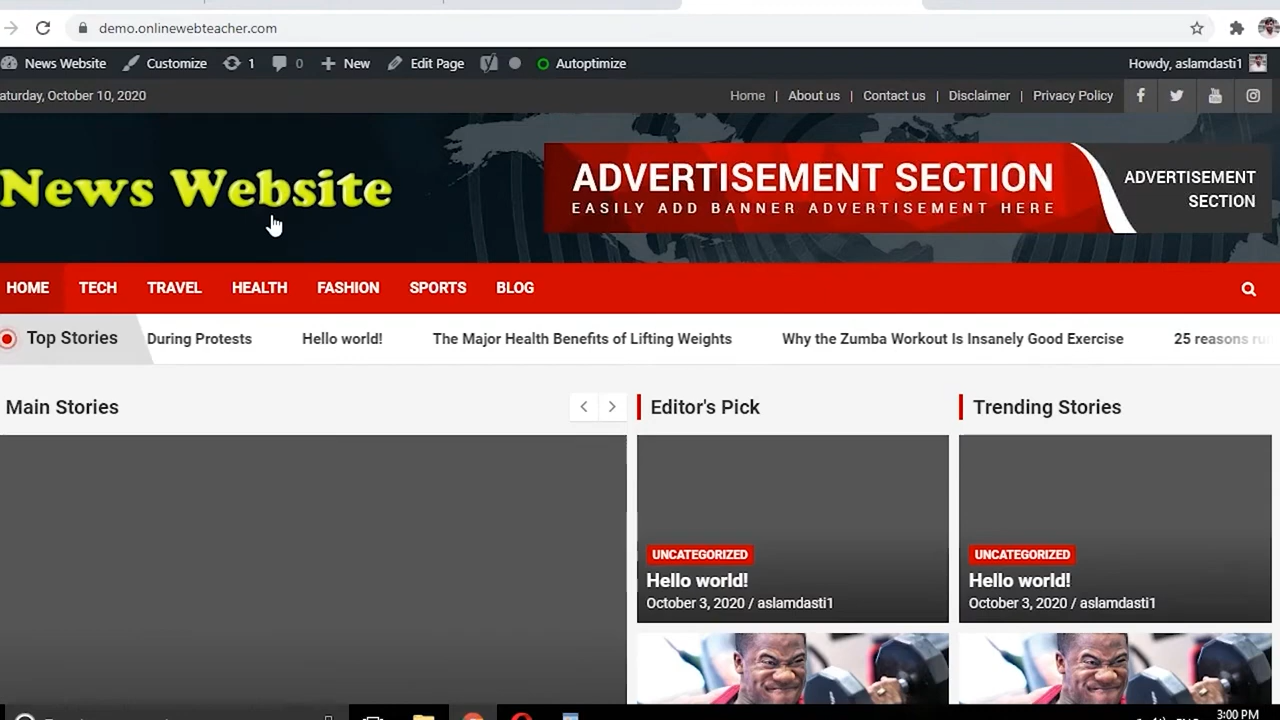 demo.onlinewebteacher.com
News Website Customize 1 0 New Edit Page Autoptimize Howdy, aslamdasti1
aturday, October 10, 2020 Home | About us | Contact us | Disclaimer | Privacy Policy
News Website
ADVERTISEMENT SECTION
EASILY ADD BANNER ADVERTISEMENT HERE
ADVERTISEMENT
SECTION
HOME TECH TRAVEL HEALTH FASHION SPORTS BLOG
Top Stories During Protests Hello world! The Major Health Benefits of Lifting Weights Why the Zumba Workout Is Insanely Good Exercise 25 reasons
Main Stories
Editor's Pick
UNCATEGORIZED
Hello world!
October 3, 2020 / aslamdasti1
Trending Stories
UNCATEGORIZED
Hello world!
October 3, 2020 / aslamdasti1
3:00 PM